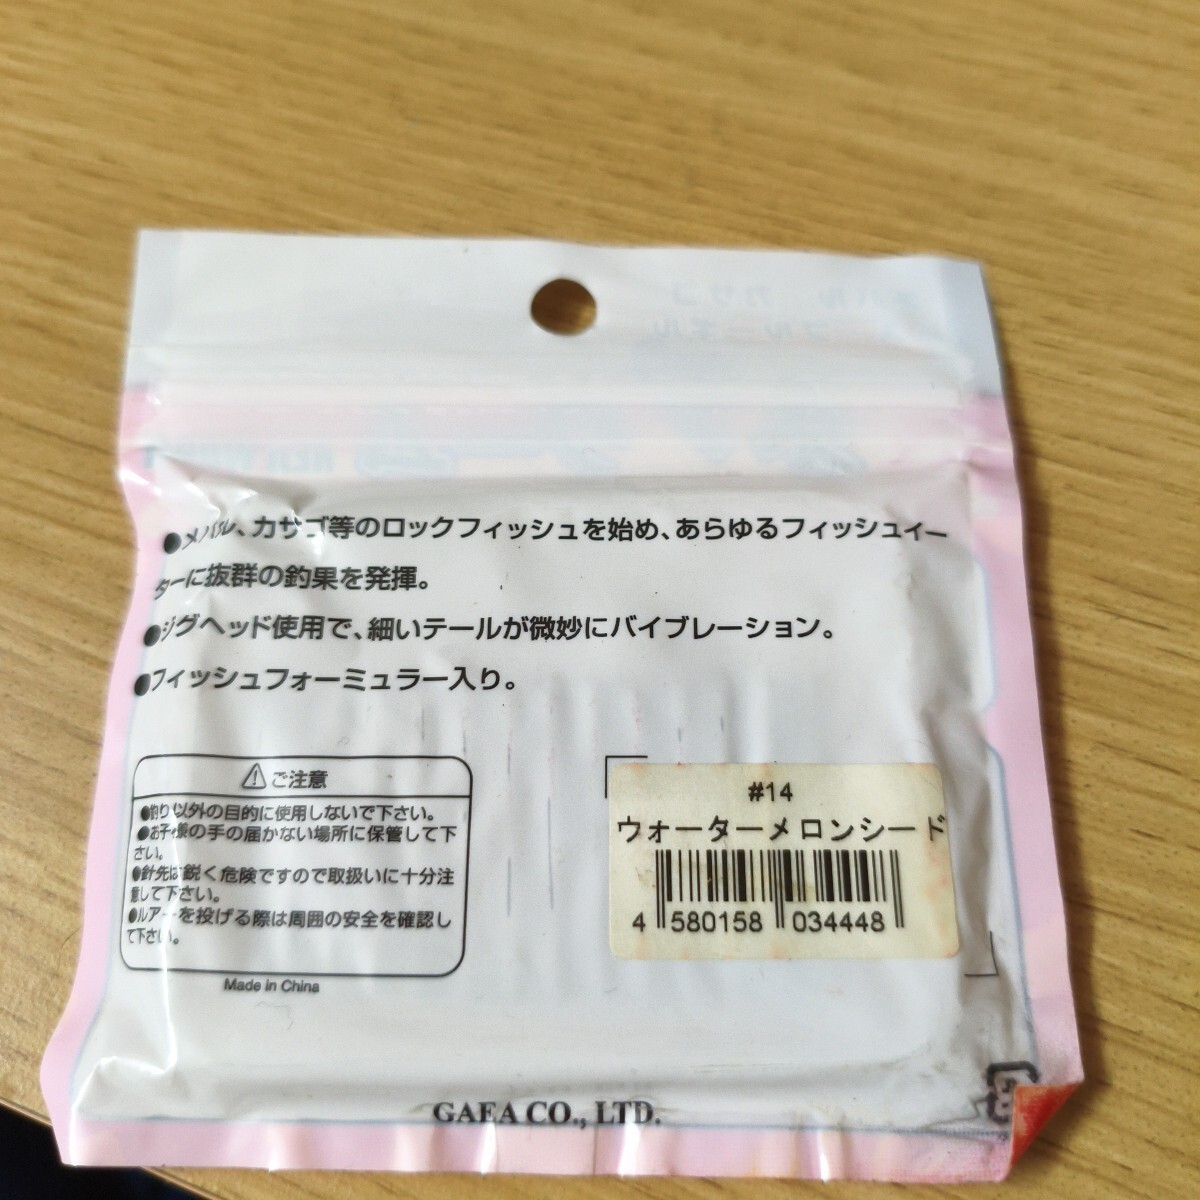 ●メバル、カサゴ等のロックフィッシュを始め、あらゆるフィッシュイー
ターに抜群の釣果を発揮。
●ジグヘッド使用で、細いテールが微妙にバイブレーション。
●フィッシュフォーミュラー入り。
⚠ご注意
●釣り以外の目的に使用しないで下さい。
●お子様の手の届かない場所に保管して下
さい。
●針先は鋭く危険ですので取扱いに十分注
意して下さい。
●ルアーを投げる際は周囲の安全を確認し
て下さい。
Made in China
#14
ウォーターメロンシード
4 580158 034448
GAEA CO., LTD.